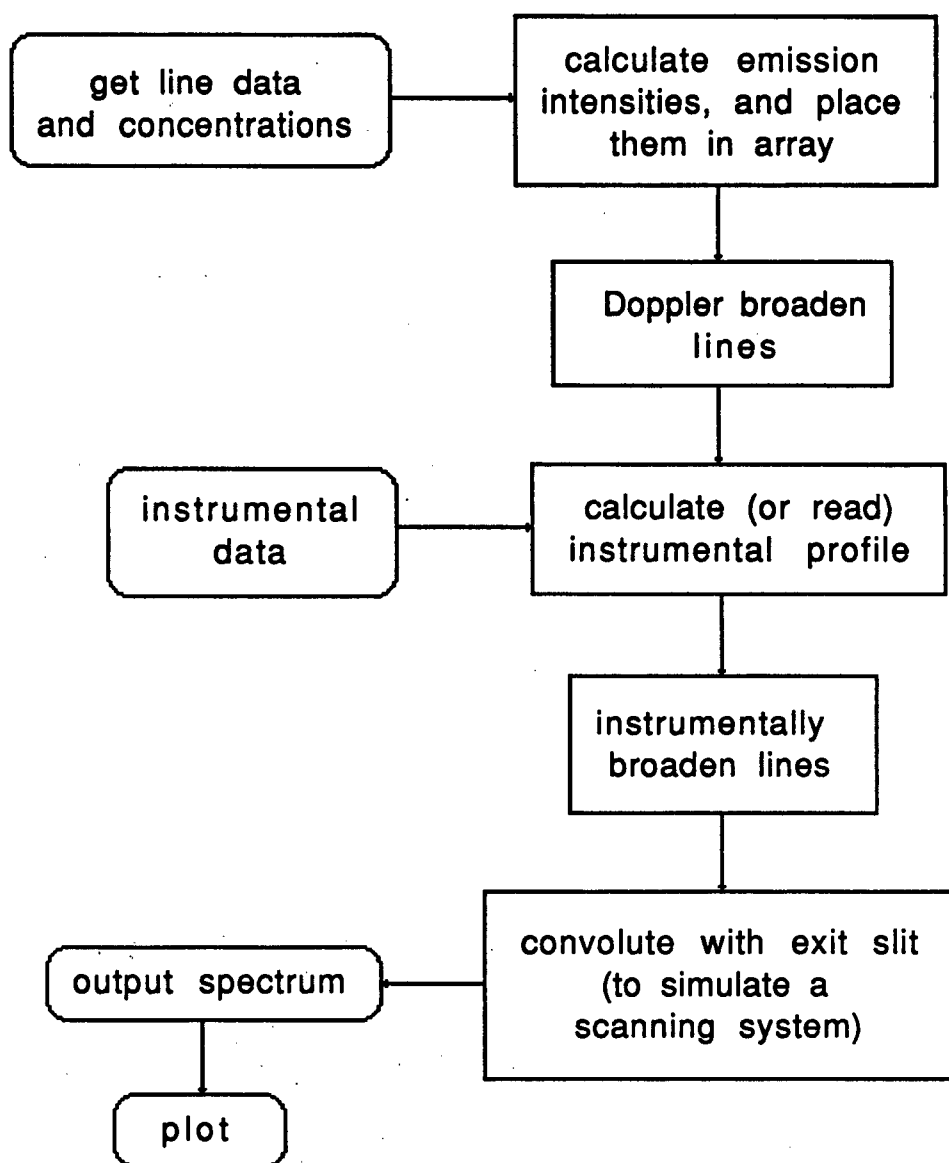 get line data
and concentrations
calculate emission
intensities, and place
them in array
Doppler broaden
lines
instrumental
data
calculate (or read)
instrumental profile
instrumentally
broaden lines
convolute with exit slit
(to simulate a
scanning system)
output spectrum
plot